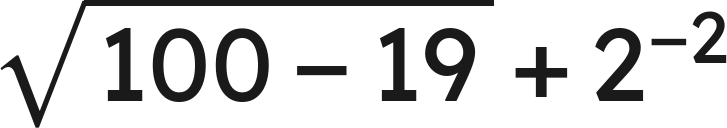 √100 − 19 + 2⁻²